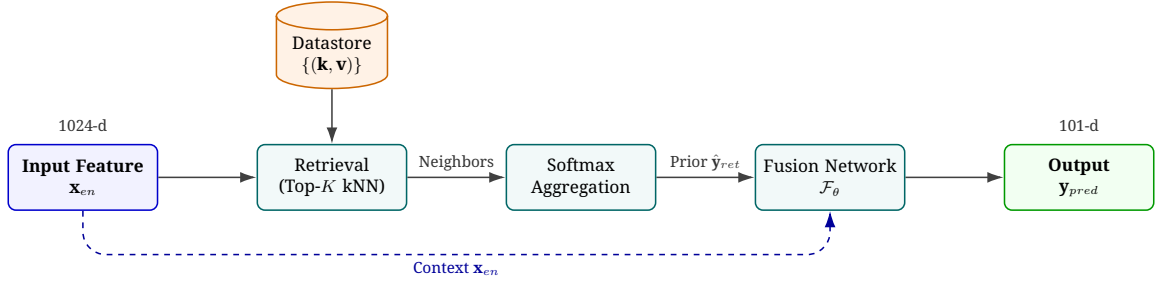 Datastore
{(k, v)}
1024-d
Input Feature
x_en
Retrieval
(Top-K kNN)
Neighbors
Softmax
Aggregation
Prior ŷ_ret
Fusion Network
F_θ
101-d
Output
y_pred
Context x_en